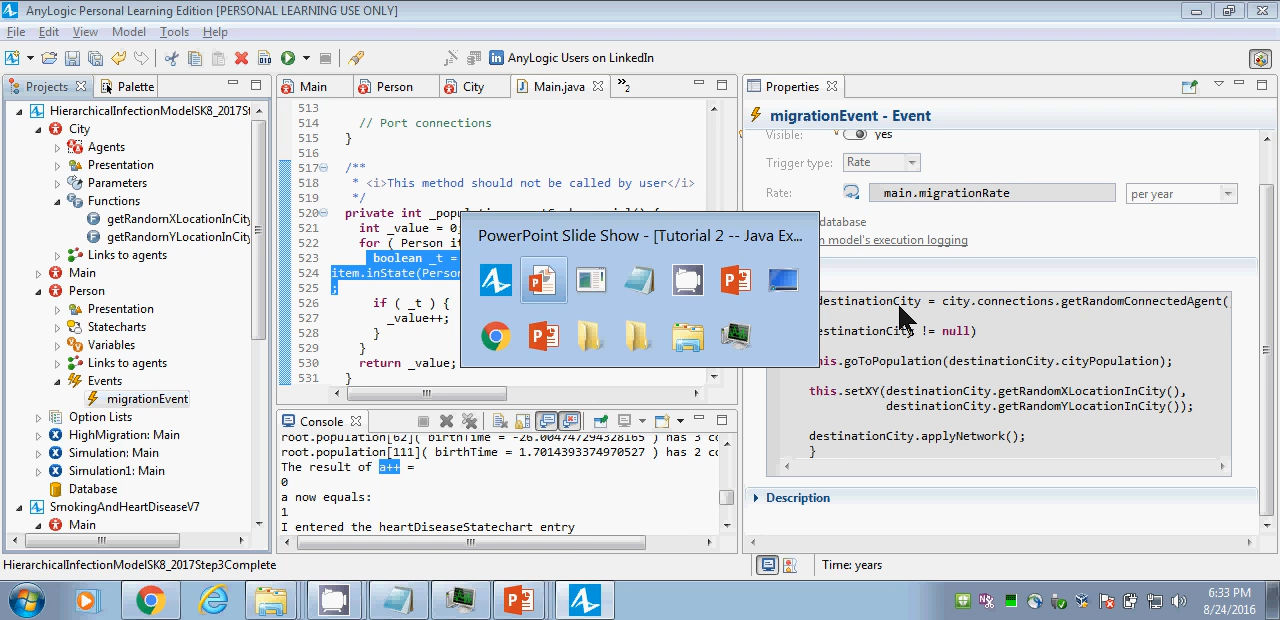 AnyLogic Personal Learning Edition [PERSONAL LEARNING USE ONLY]
File Edit View Model Tools Help
AnyLogic Users on LinkedIn
Projects Palette
HierarchicalInfectionModelSK8_2017St
City
Agents
Presentation
Parameters
Functions
getRandomXLocationInCity
getRandomYLocationInCity
Links to agents
Main
Person
Presentation
Statecharts
Variables
Links to agents
Events
migrationEvent
Option Lists
HighMigration: Main
Simulation: Main
Simulation1: Main
Database
SmokingAndHeartDiseaseV7
Main
Main Person City Main.java »2
513
514 // Port connections
515 }
516
517 /**
518 * <i>This method should not be called by user</i>
519 */
520 private int
521 int _value = 0;
522 for ( Person it
523 boolean _t =
524 item.inState(Person
525 ;
526 if ( _t ) {
527 _value++;
528 }
529 }
530 return _value;
531 }
PowerPoint Slide Show - [Tutorial 2 -- Java Ex...
Console
root.population[62]( birthTime = -26.004747294328165 ) has 3 co
root.population[111]( birthTime = 1.7014393374970527 ) has 2 co
The result of a++ =
0
a now equals:
1
I entered the heartDiseaseStatechart entry
Properties
migrationEvent - Event
Visible: yes
Trigger type: Rate
Rate: main.migrationRate per year
database
model's execution logging
destinationCity = city.connections.getRandomConnectedAgent(
destinationCity != null)
this.goToPopulation(destinationCity.cityPopulation);
this.setXY(destinationCity.getRandomXLocationInCity(),
destinationCity.getRandomYLocationInCity());
destinationCity.applyNetwork();
}
Description
HierarchicalInfectionModelSK8_2017Step3Complete
Time: years
6:33 PM
8/24/2016